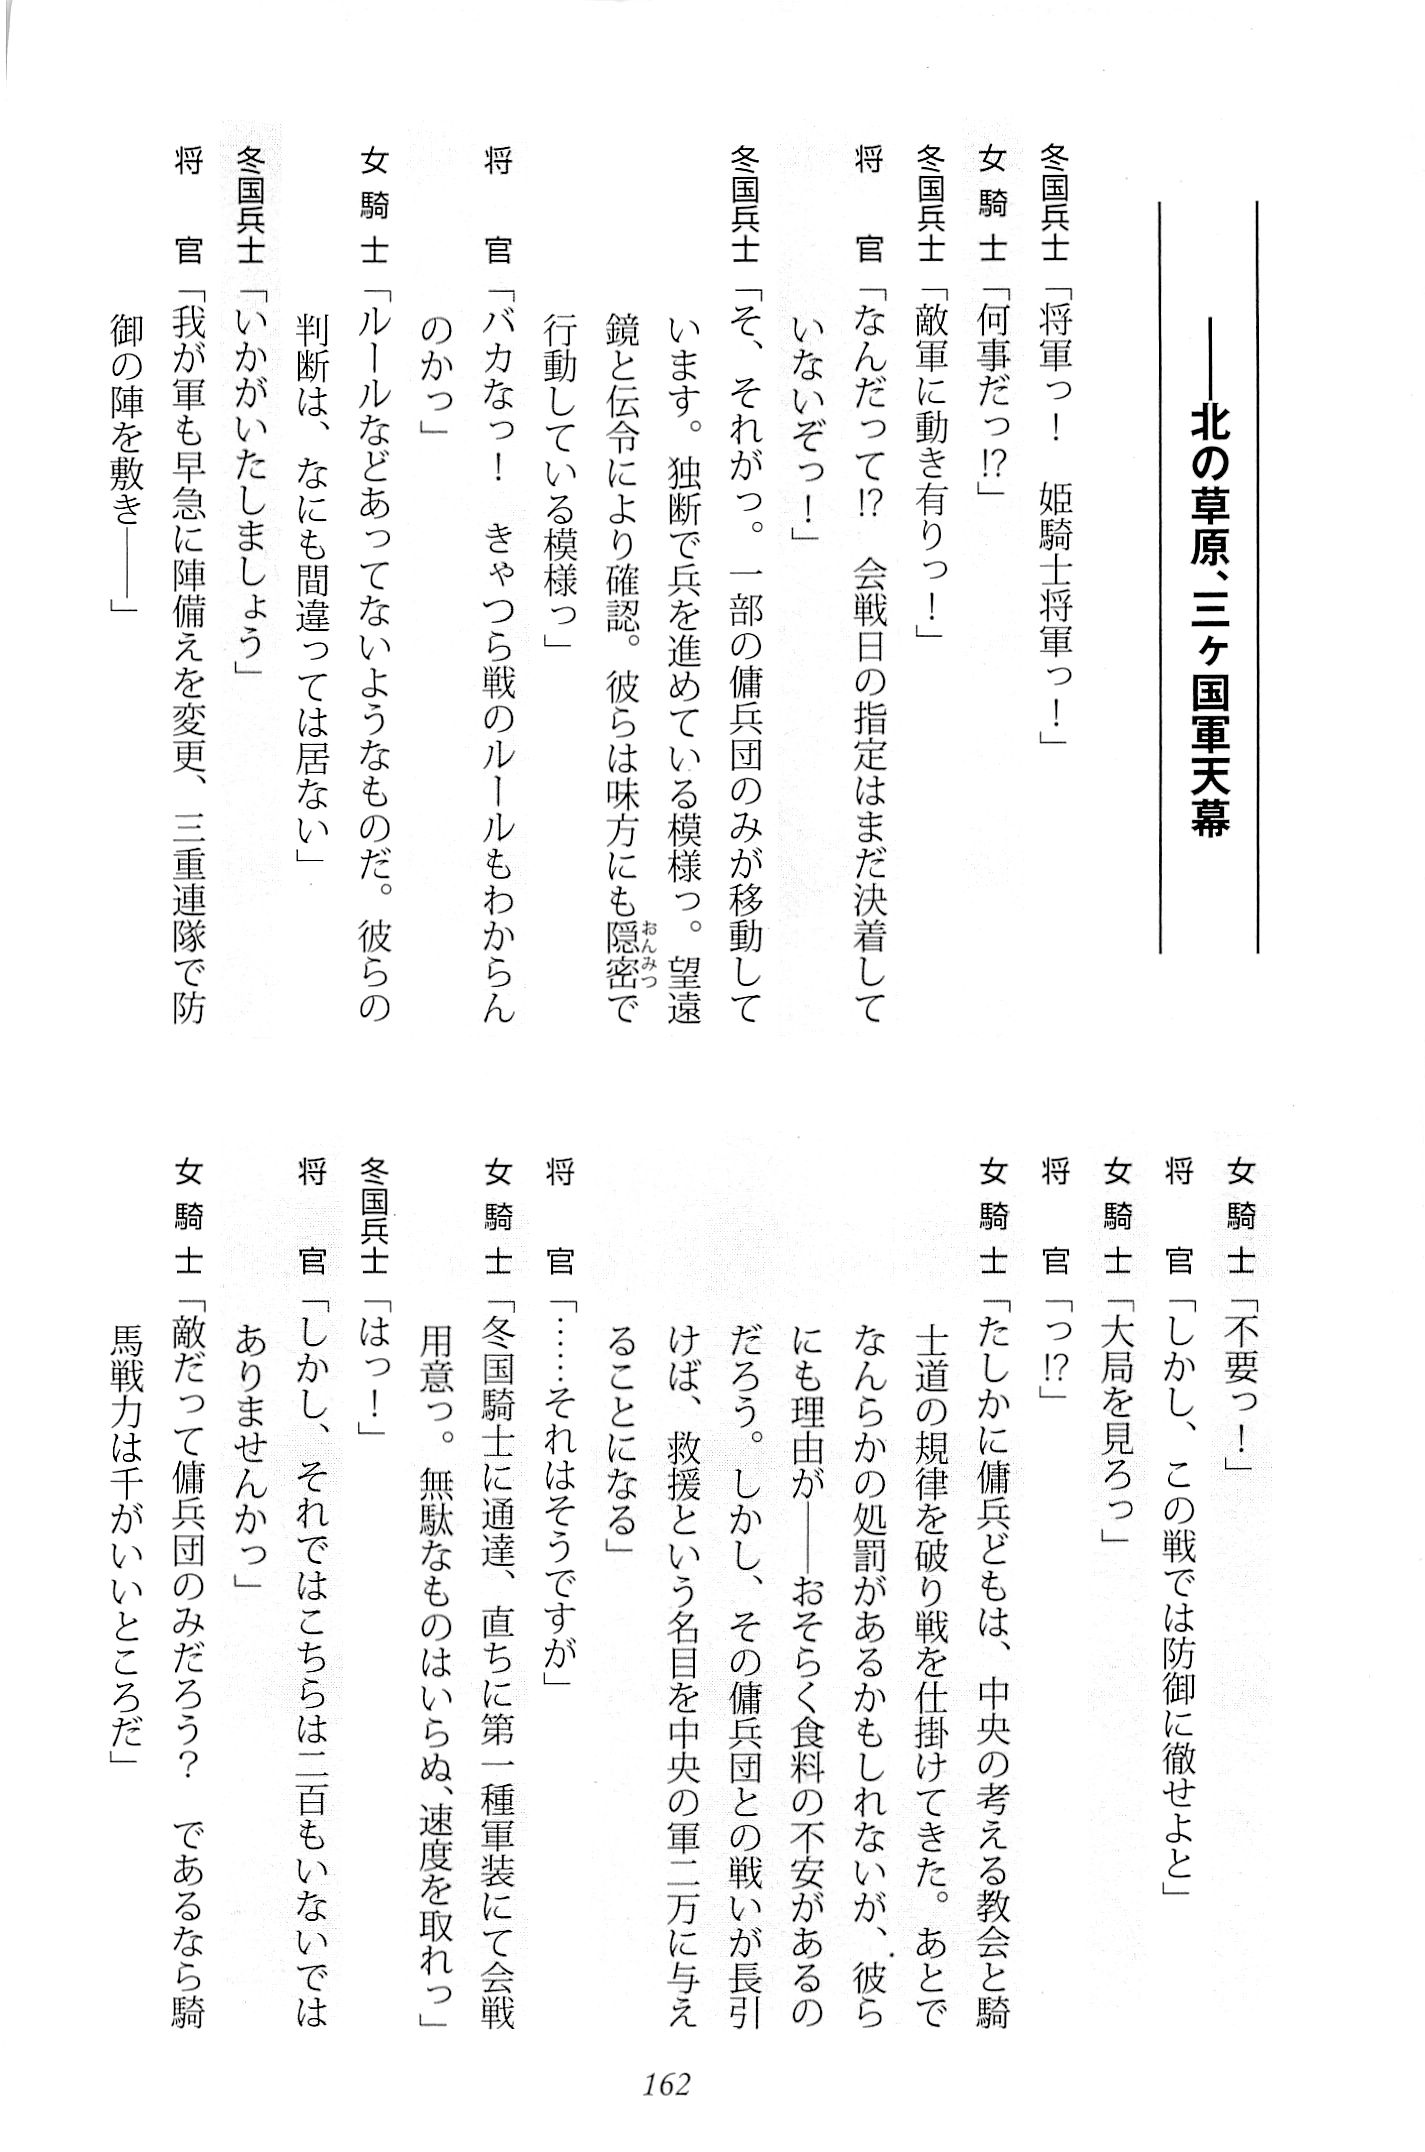 ――北の草原、三ヶ国軍天幕
冬国兵士「将軍っ！　姫騎士将軍っ！」
女騎士「何事だっ!?」
冬国兵士「敵軍に動き有りっ！」
将官「なんだって!?　会戦日の指定はまだ決着して
いないぞっ！」
冬国兵士「そ、それがっ。一部の傭兵団のみが移動して
います。独断で兵を進めている模様っ。望遠
鏡と伝令により確認。彼らは味方にも隠密で
おんみつ
行動している模様っ」
将官「バカなっ！　きゃつら戦のルールもわからん
のかっ」
女騎士「ルールなどあってないようなものだ。彼らの
判断は、なにも間違っては居ない」
冬国兵士「いかがいたしましょう」
将官「我が軍も早急に陣備えを変更、三重連隊で防
御の陣を敷き――」
女騎士「不要っ！」
将官「しかし、この戦では防御に徹せよと」
女騎士「大局を見ろっ」
将官「っ!?」
女騎士「たしかに傭兵どもは、中央の考える教会と騎
士道の規律を破り戦を仕掛けてきた。あとで
なんらかの処罰があるかもしれないが、彼ら
にも理由が――おそらく食料の不安があるの
だろう。しかし、その傭兵団との戦いが長引
けば、救援という名目を中央の軍二万に与え
ることになる」
将官「……それはそうですが」
女騎士「冬国騎士に通達、直ちに第一種軍装にて会戦
用意っ。無駄なものはいらぬ、速度を取れっ」
冬国兵士「はっ！」
将官「しかし、それではこちらは二百もいないでは
ありませんかっ」
女騎士「敵だって傭兵団のみだろう？　であるなら騎
馬戦力は千がいいところだ」
162